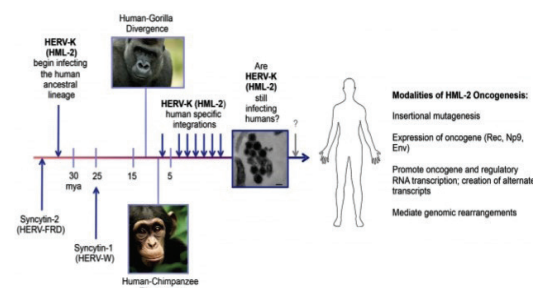 Human-Gorilla
Divergence
HERV-K
(HML-2)
begin infecting
the human
ancestral
lineage
HERV-K (HML-2)
human specific
integrations
Are
HERV-K
(HML-2)
still
infecting
humans?
?
30
mya
25
15
5
Syncytin-2
(HERV-FRD)
Syncytin-1
(HERV-W)
Human-Chimpanzee
Modalities of HML-2 Oncogenesis:
Insertional mutagenesis
Expression of oncogene (Rec, Np9,
Env)
Promote oncogene and regulatory
RNA transcription; creation of alternate
transcripts
Mediate genomic rearrangements